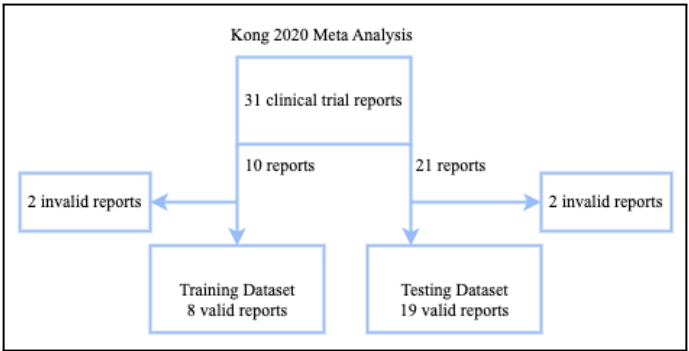 Kong 2020 Meta Analysis
31 clinical trial reports
10 reports
21 reports
2 invalid reports
2 invalid reports
Training Dataset
8 valid reports
Testing Dataset
19 valid reports